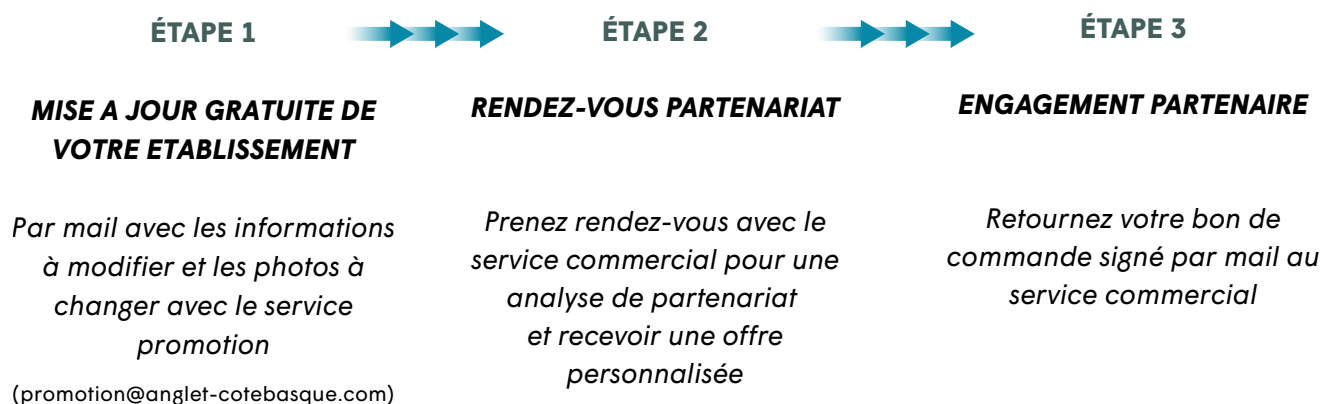 ÉTAPE 1
MISE A JOUR GRATUITE DE
VOTRE ETABLISSEMENT
Par mail avec les informations
à modifier et les photos à
changer avec le service
promotion
(promotion@anglet-cotebasque.com)
ÉTAPE 2
RENDEZ-VOUS PARTENARIAT
Prenez rendez-vous avec le
service commercial pour une
analyse de partenariat
et recevoir une offre
personnalisée
ÉTAPE 3
ENGAGEMENT PARTENAIRE
Retournez votre bon de
commande signé par mail au
service commercial